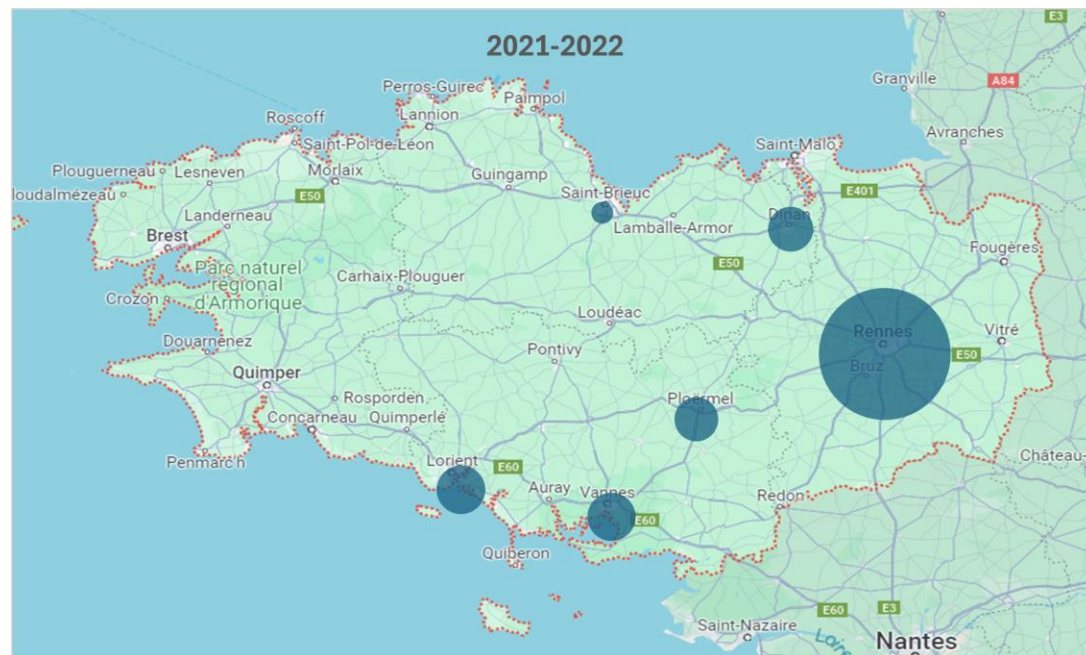 2021-2022
E3
A84
Granville
Perros-Guirec
Paimpol
Lannion
Roscoff
Saint-Pol-de-Léon
Avranches
Saint-Malo
Plouguerneau
Lesneven
Morlaix
Guingamp
E50
E401
loudalmézeau
Saint-Brieuc
Landerneau
Dinan
Lamballe-Armor
Brest
Fougères
E50
Parc naturel
régional
d'Armorique
Carhaix-Plouguer
Crozon
Loudéac
Rennes
Vitré
Douarnenez
Pontivy
E50
Bruz
Quimper
Rosporden
Ploërmel
Concarneau
Quimperlé
Penmarc'h
Lorient
Château-
E60
Auray
Vannes
Redon
E60
Quiberon
E60
E3
Saint-Nazaire
Loire
Nantes